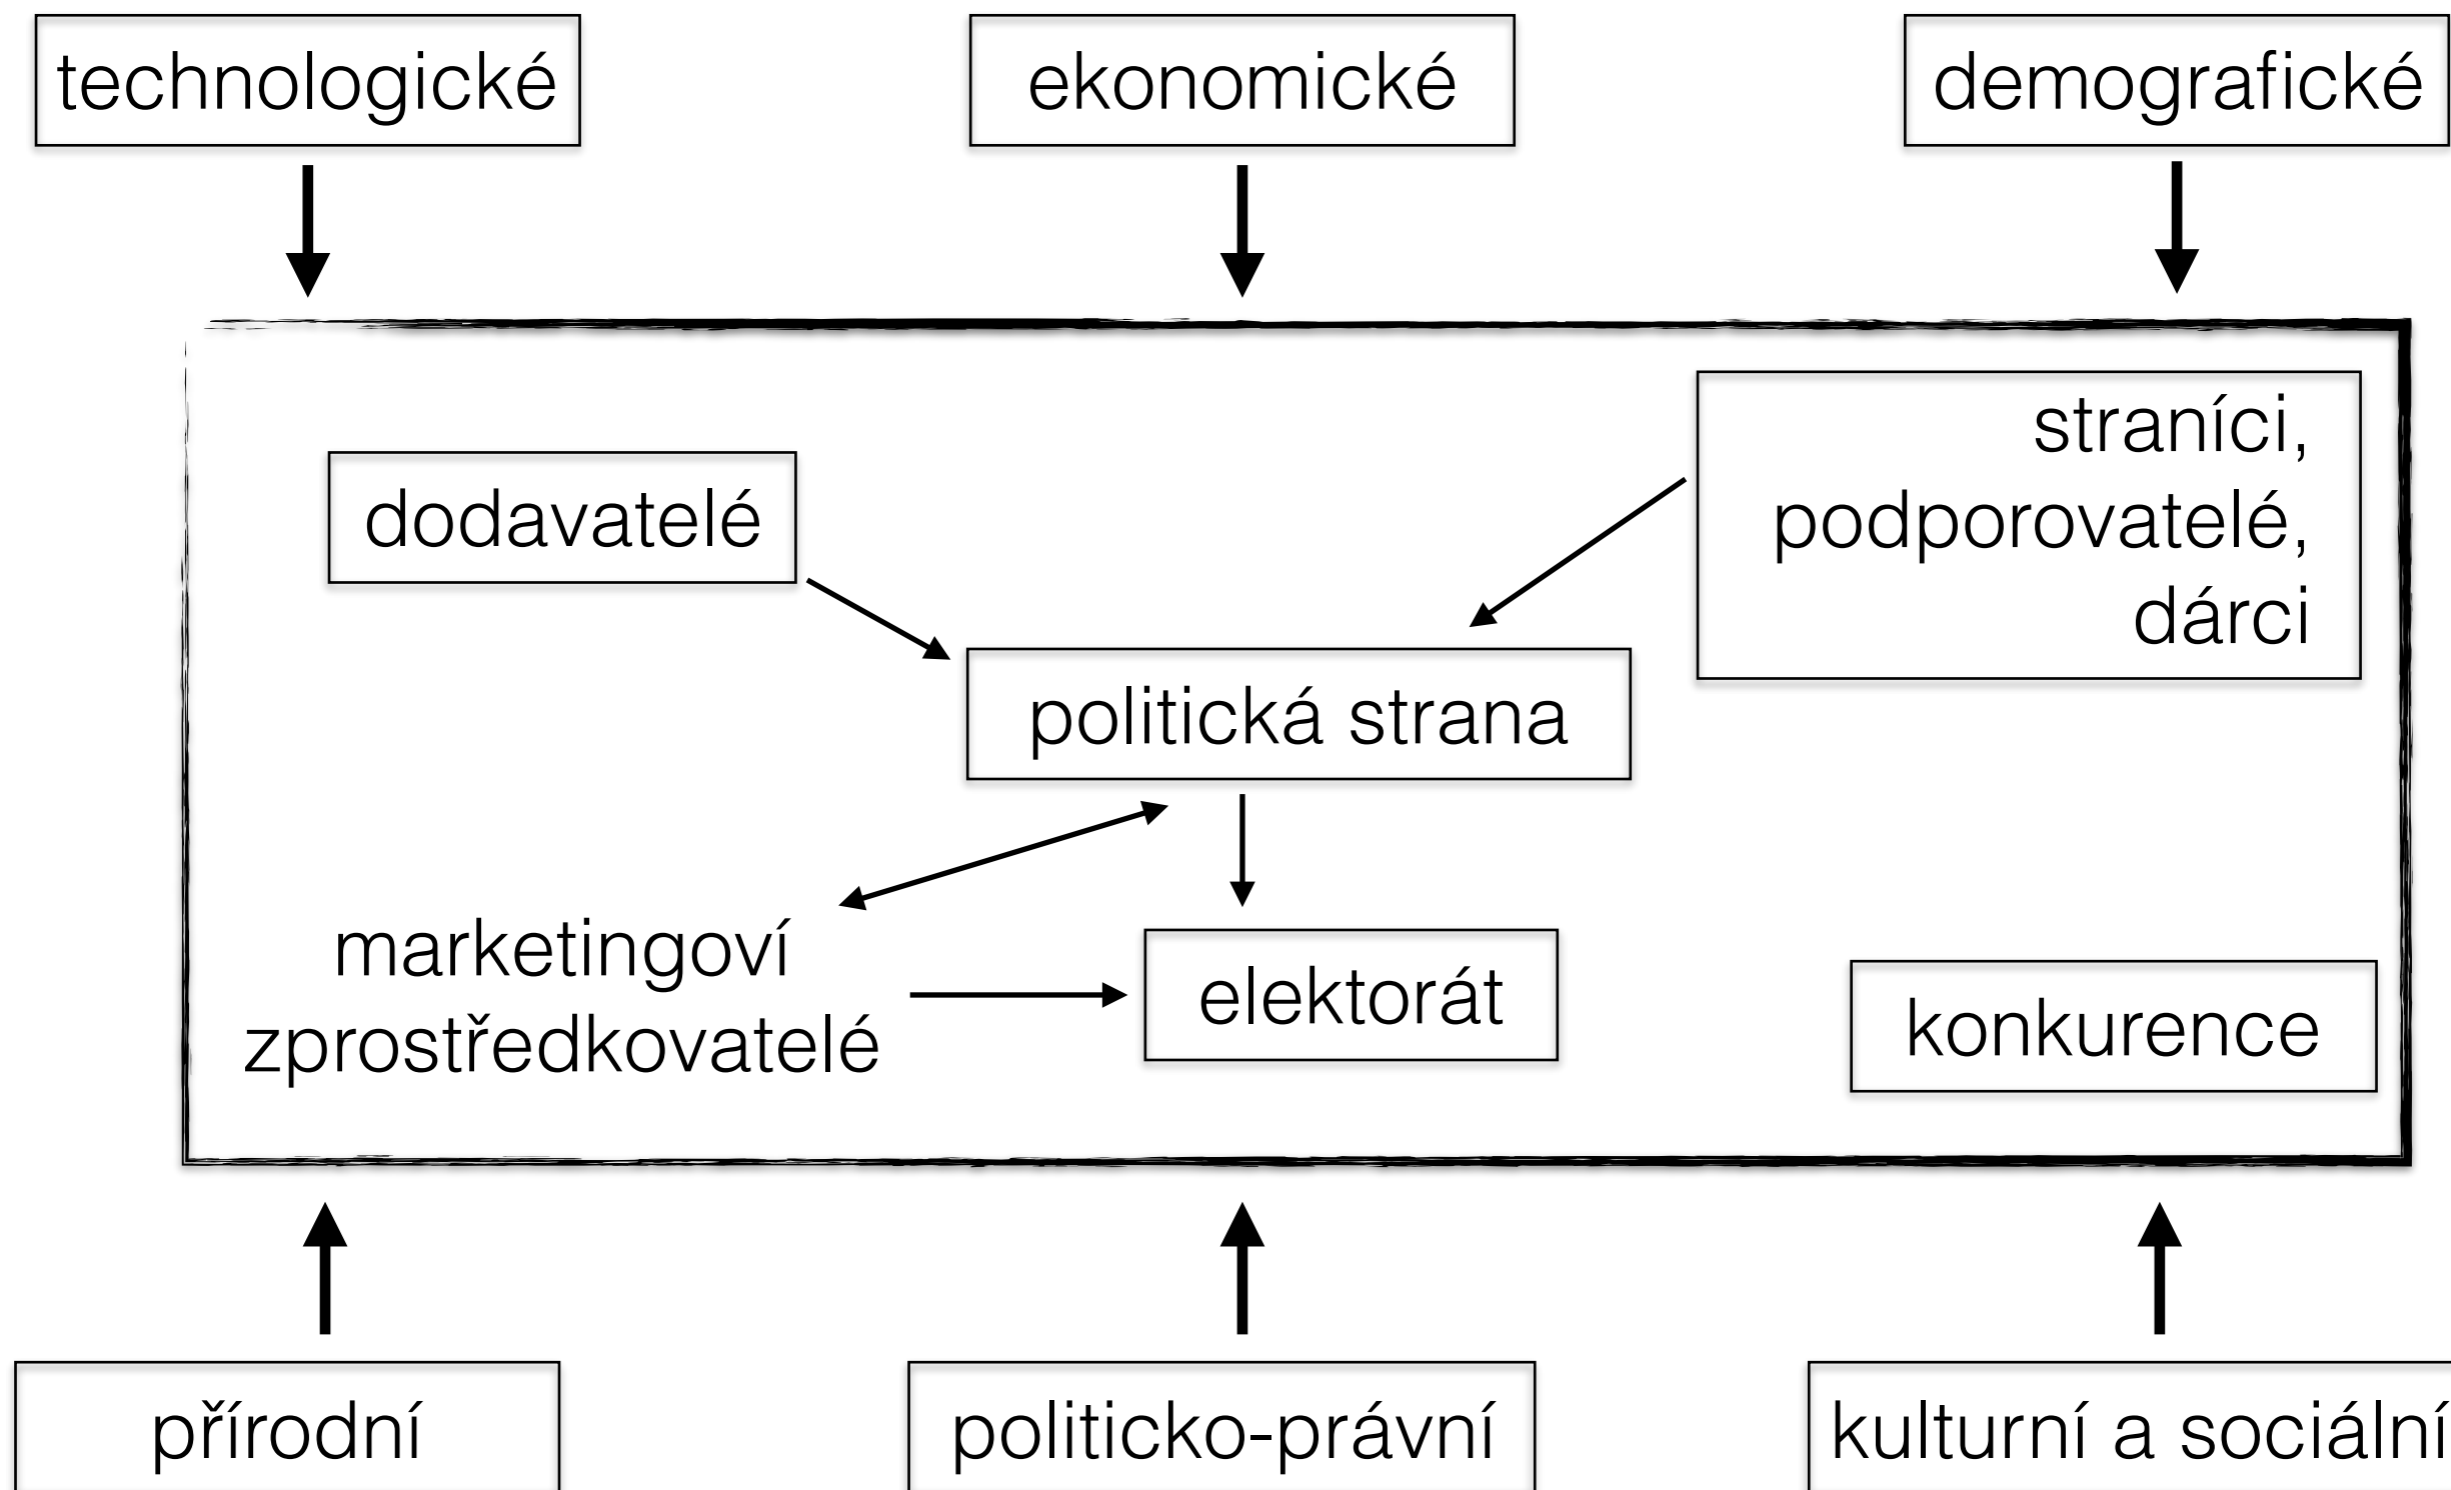 technologické
ekonomické
demografické
straníci,
podporovatelé,
dárci
dodavatelé
politická strana
marketingoví
zprostředkovatelé
elektorát
konkurence
přírodní
politicko-právní
kulturní a sociální